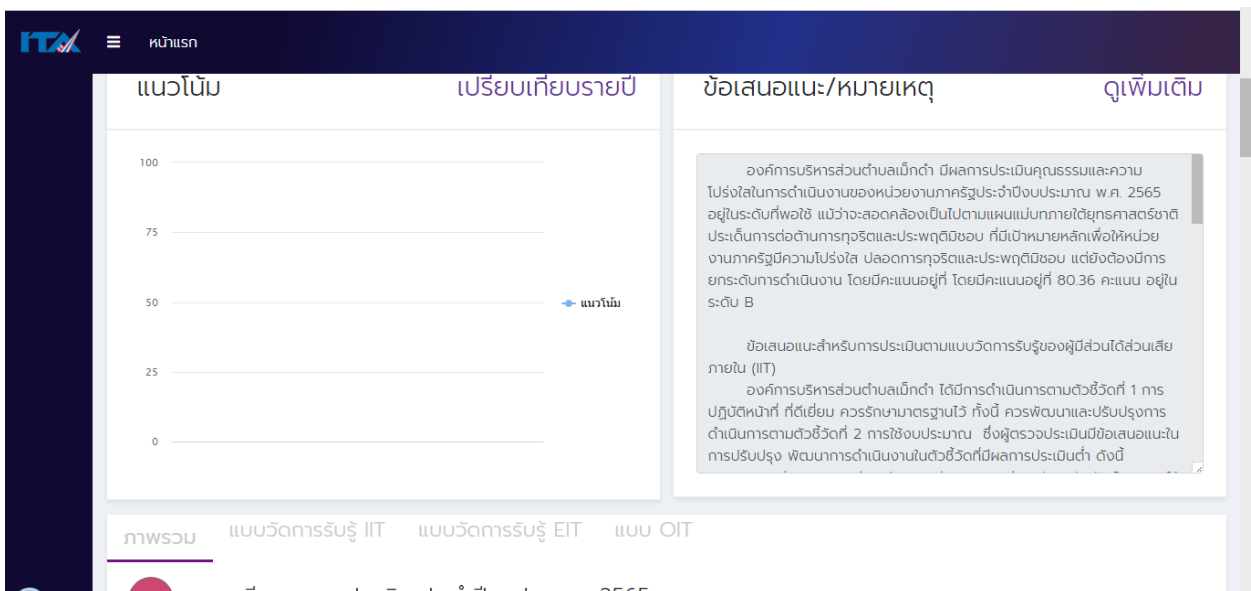 ITA หน้าแรก
แนวโน้ม เปรียบเทียบรายปี
100
75
50
25
0
แนวโน้ม
ข้อเสนอแนะ/หมายเหตุ ดูเพิ่มเติม
องค์การบริหารส่วนตำบลเม็กดำ มีผลการประเมินคุณธรรมและความ
โปร่งใสในการดำเนินงานของหน่วยงานภาครัฐประจำปีงบประมาณ พ.ศ. 2565
อยู่ในระดับที่พอใช้ แม้ว่าจะสอดคล้องเป็นไปตามแผนแม่บทภายใต้ยุทธศาสตร์ชาติ
ประเด็นการต่อต้านการทุจริตและประพฤติมิชอบ ที่มีเป้าหมายหลักเพื่อให้หน่วย
งานภาครัฐมีความโปร่งใส ปลอดการทุจริตและประพฤติมิชอบ แต่ยังต้องมีการ
ยกระดับการดำเนินงาน โดยมีคะแนนอยู่ที่ โดยมีคะแนนอยู่ที่ 80.36 คะแนน อยู่ใน
ระดับ B
ข้อเสนอแนะสำหรับการประเมินตามแบบวัดการรับรู้ของผู้มีส่วนได้ส่วนเสีย
ภายใน (IIT)
องค์การบริหารส่วนตำบลเม็กดำ ได้มีการดำเนินการตามตัวชี้วัดที่ 1 การ
ปฏิบัติหน้าที่ ที่ดีเยี่ยม ควรรักษามาตรฐานไว้ ทั้งนี้ ควรพัฒนาและปรับปรุงการ
ดำเนินการตามตัวชี้วัดที่ 2 การใช้งบประมาณ ซึ่งผู้ตรวจประเมินมีข้อเสนอแนะใน
การปรับปรุง พัฒนาการดำเนินงานในตัวชี้วัดที่มีผลการประเมินต่ำ ดังนี้
ภาพรวม แบบวัดการรับรู้ IIT แบบวัดการรับรู้ EIT แบบ OIT
2565